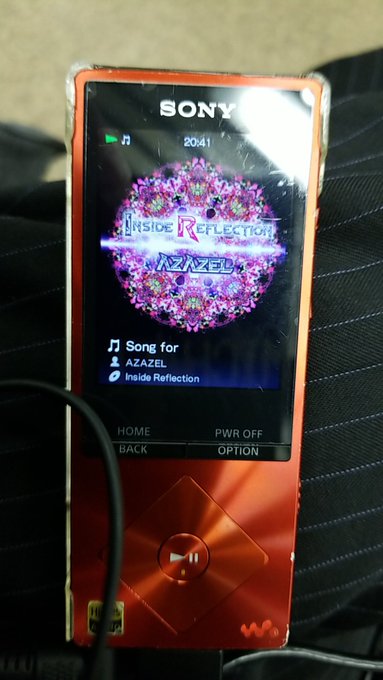 SONY
20:41
INSIDE REFLECTION
AZAZEL
Song for
AZAZEL
Inside Reflection
HOME
PWR OFF
BACK
OPTION